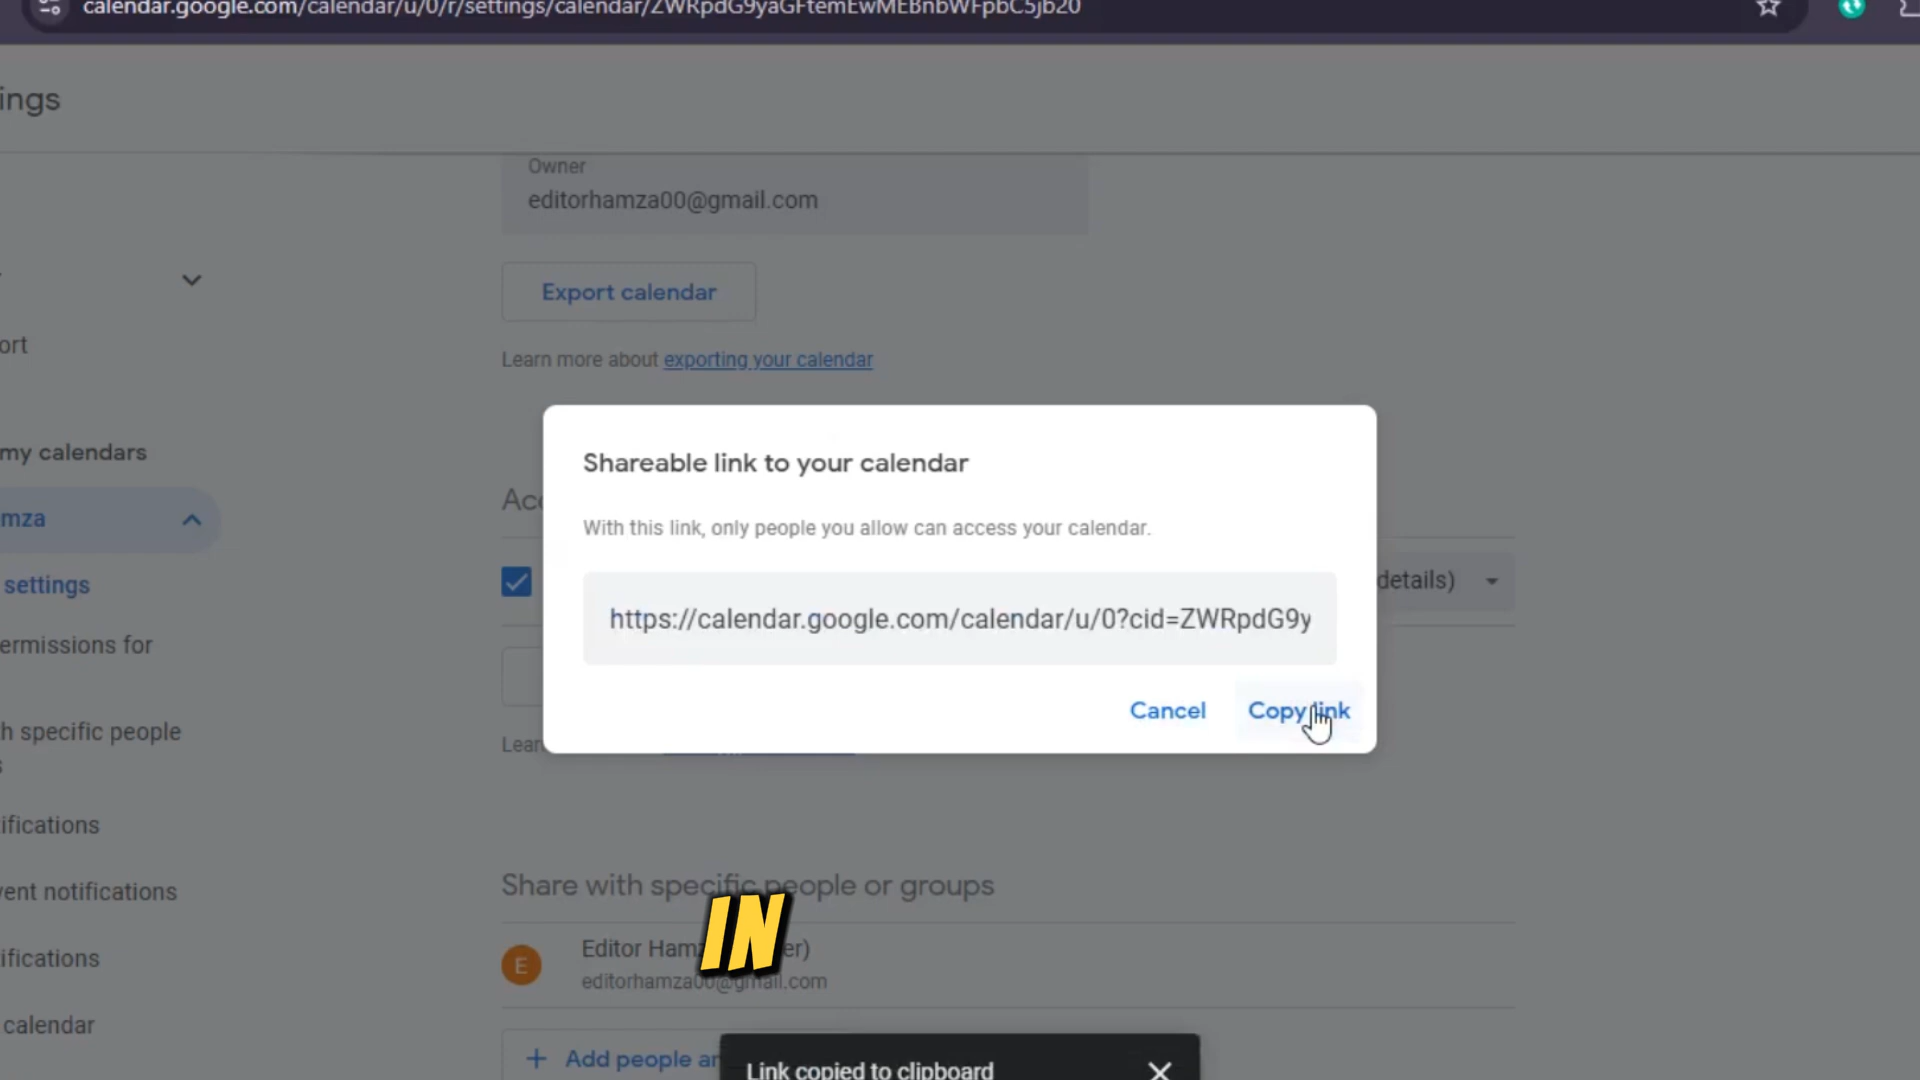 calendar.google.com/calendar/u/0/r/settings/calendar/ZWRpdG9yaGFtemEwMEBnbWFpbC5jb20
ings
Owner
editorhamza00@gmail.com
Export calendar
ort
Learn more about exporting your calendar
my calendars
Shareable link to your calendar
Acc
mza
With this link, only people you allow can access your calendar.
settings
details)
https://calendar.google.com/calendar/u/0?cid=ZWRpdG9y
ermissions for
Cancel
Copy link
h specific people
s
Lear
ifications
Share with specific people or groups
ent notifications
IN
Editor Hamz er)
E
editorhamza00@gmail.com
ifications
calendar
+ Add people an
Link copied to clipboard